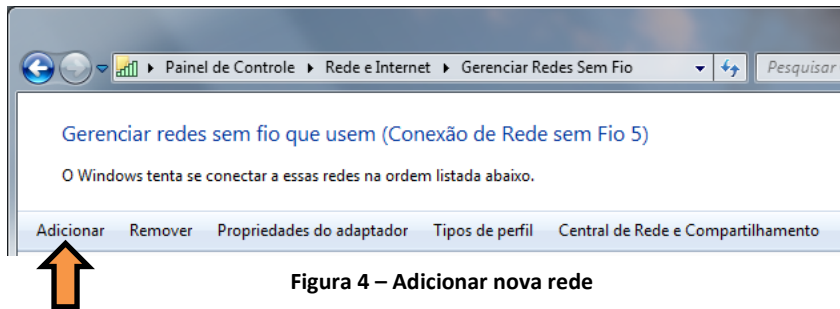 Painel de Controle Rede e Internet Gerenciar Redes Sem Fio Pesquisar
Gerenciar redes sem fio que usem (Conexão de Rede sem Fio 5)
O Windows tenta se conectar a essas redes na ordem listada abaixo.
Adicionar Remover Propriedades do adaptador Tipos de perfil Central de Rede e Compartilhamento
Figura 4 – Adicionar nova rede